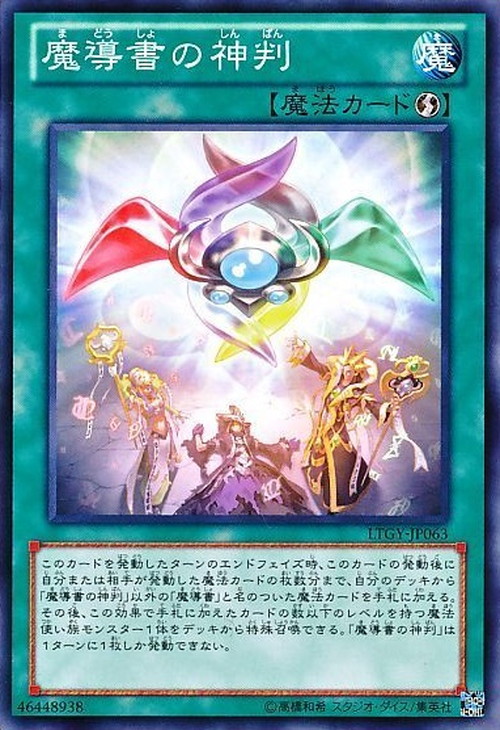 魔導書の神判
魔
【魔法カード】
LTGY-JP063
このカードを発動したターンのエンドフェイズ時、このカードの発動後に
自分または相手が発動した魔法カードの枚数分まで、自分のデッキから
「魔導書の神判」以外の「魔導書」と名のついた魔法カードを手札に加える。
その後、この効果で手札に加えたカードの数以下のレベルを持つ魔法
使い族モンスター1体をデッキから特殊召喚できる。「魔導書の神判」は
1ターンに1枚しか発動できない。
46448938
©高橋和希 スタジオ・ダイス/集英社